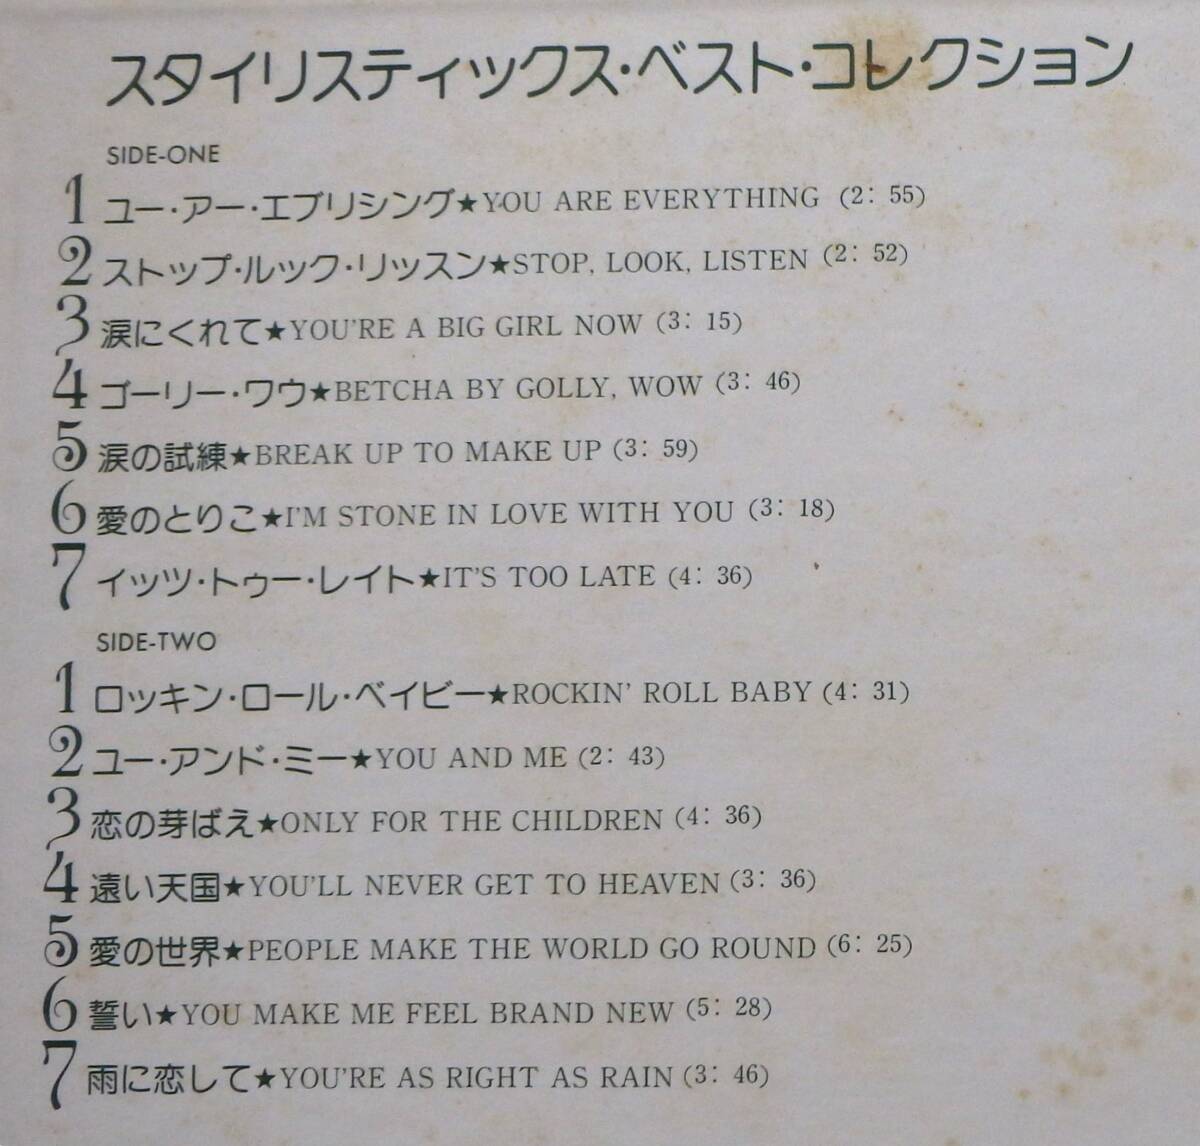 スタイリスティックス・ベスト・コレクション
SIDE-ONE
1 ユー・アー・エブリシング★YOU ARE EVERYTHING (2: 55)
2 ストップ・ルック・リッスン★STOP, LOOK, LISTEN (2: 52)
3 涙にくれて★YOU'RE A BIG GIRL NOW (3: 15)
4 ゴーリー・ワウ★BETCHA BY GOLLY, WOW (3: 46)
5 涙の試練★BREAK UP TO MAKE UP (3: 59)
6 愛のとりこ★I'M STONE IN LOVE WITH YOU (3: 18)
7 イッツ・トゥー・レイト★IT'S TOO LATE (4: 36)
SIDE-TWO
1 ロッキン・ロール・ベイビー★ROCKIN' ROLL BABY (4: 31)
2 ユー・アンド・ミー★YOU AND ME (2: 43)
3 恋の芽ばえ★ONLY FOR THE CHILDREN (4: 36)
4 遠い天国★YOU'LL NEVER GET TO HEAVEN (3: 36)
5 愛の世界★PEOPLE MAKE THE WORLD GO ROUND (6: 25)
6 誓い★YOU MAKE ME FEEL BRAND NEW (5: 28)
7 雨に恋して★YOU'RE AS RIGHT AS RAIN (3: 46)